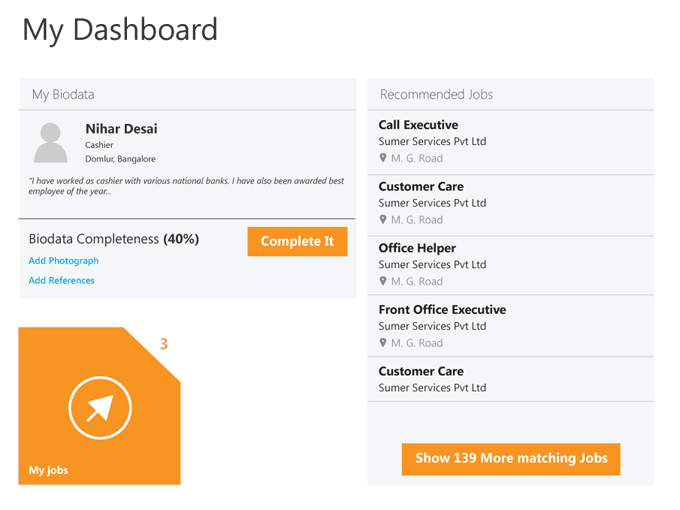 My Dashboard
My Biodata
Nihar Desai
Cashier
Domlur, Bangalore
"I have worked as cashier with various national banks. I have also been awarded best
employee of the year...
Biodata Completeness (40%)
Complete It
Add Photograph
Add References
3
My jobs
Recommended Jobs
Call Executive
Sumer Services Pvt Ltd
M. G. Road
Customer Care
Sumer Services Pvt Ltd
M. G. Road
Office Helper
Sumer Services Pvt Ltd
M. G. Road
Front Office Executive
Sumer Services Pvt Ltd
M. G. Road
Customer Care
Sumer Services Pvt Ltd
Show 139 More matching Jobs